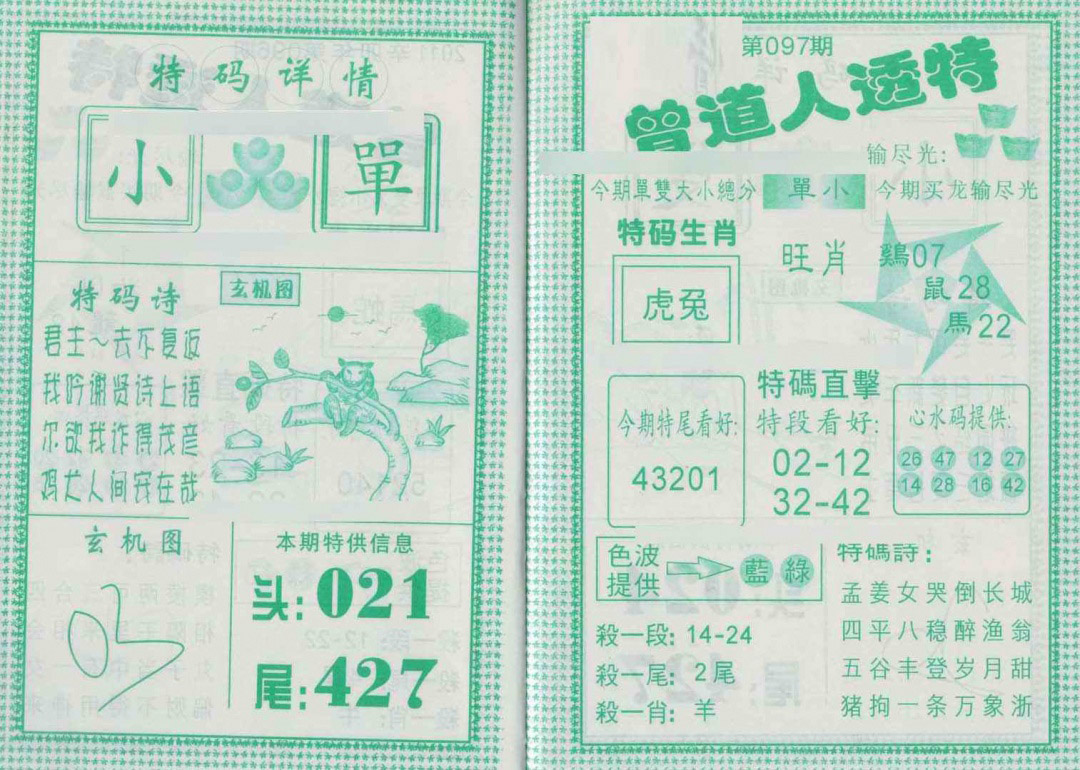 特码详情
小 單
特码诗
玄机图
君主一去不复返
我吟谢贤诗上语
尔欲我诈得茂彦
鸡犬人间安在哉
玄机图
本期特供信息
头:021
尾:427
第097期
曾道人透特
输尽光:
今期單雙大小總分 單小 今期买龙输尽光
特码生肖
虎兔
旺肖 鷄07
鼠28
馬22
今期特尾看好:
43201
特碼直擊
特段看好:
02-12
32-42
心水码提供:
26 47 12 27
14 28 16 42
色波
提供
藍 綠
殺一段: 14-24
殺一尾: 2尾
殺一肖: 羊
特碼詩:
孟姜女哭倒长城
四平八稳醉渔翁
五谷丰登岁月甜
猪拘一条万象浙